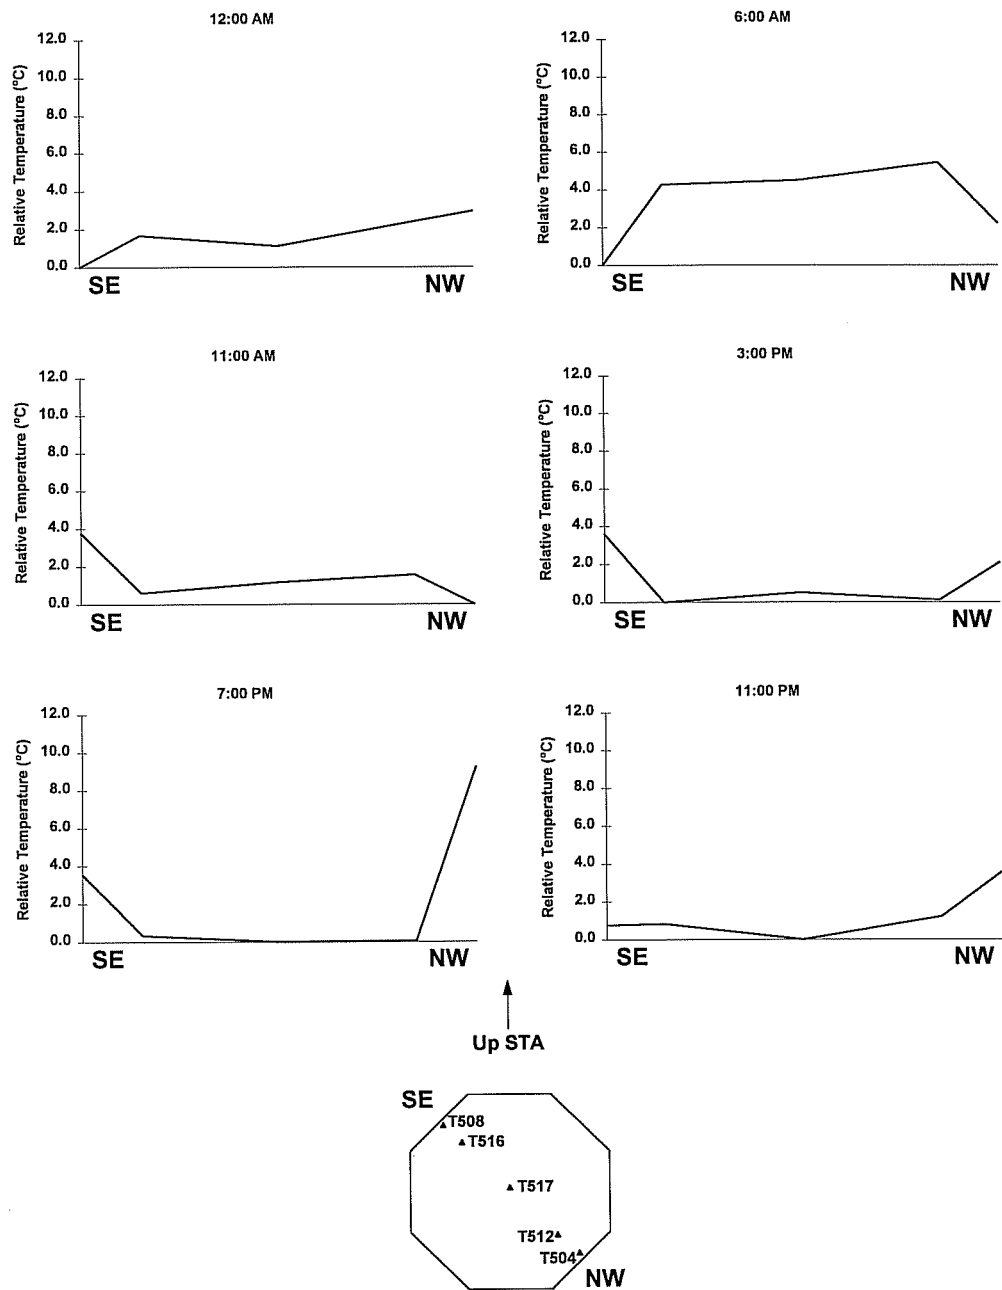 12:00 AM
Relative Temperature (°C)
12.0
10.0
8.0
6.0
4.0
2.0
0.0
SE
NW
6:00 AM
Relative Temperature (°C)
12.0
10.0
8.0
6.0
4.0
2.0
0.0
SE
NW
11:00 AM
Relative Temperature (°C)
12.0
10.0
8.0
6.0
4.0
2.0
0.0
SE
NW
3:00 PM
Relative Temperature (°C)
12.0
10.0
8.0
6.0
4.0
2.0
0.0
SE
NW
7:00 PM
Relative Temperature (°C)
12.0
10.0
8.0
6.0
4.0
2.0
0.0
SE
NW
11:00 PM
Relative Temperature (°C)
12.0
10.0
8.0
6.0
4.0
2.0
0.0
SE
NW
Up STA
SE
T508
T516
T517
T512
T504
NW